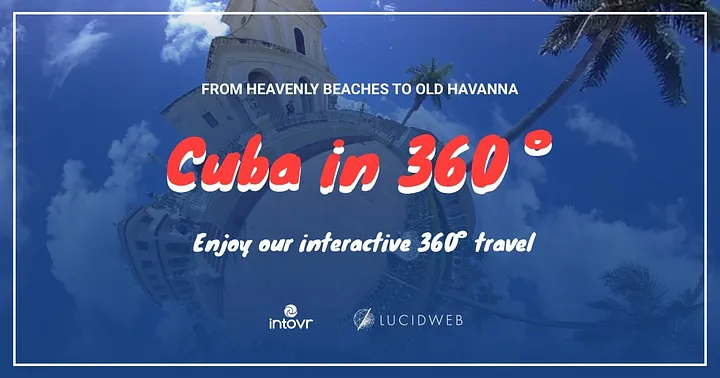 FROM HEAVENLY BEACHES TO OLD HAVANNA
Cuba in 360°
Enjoy our interactive 360° travel
intovr
LUCIDWEB